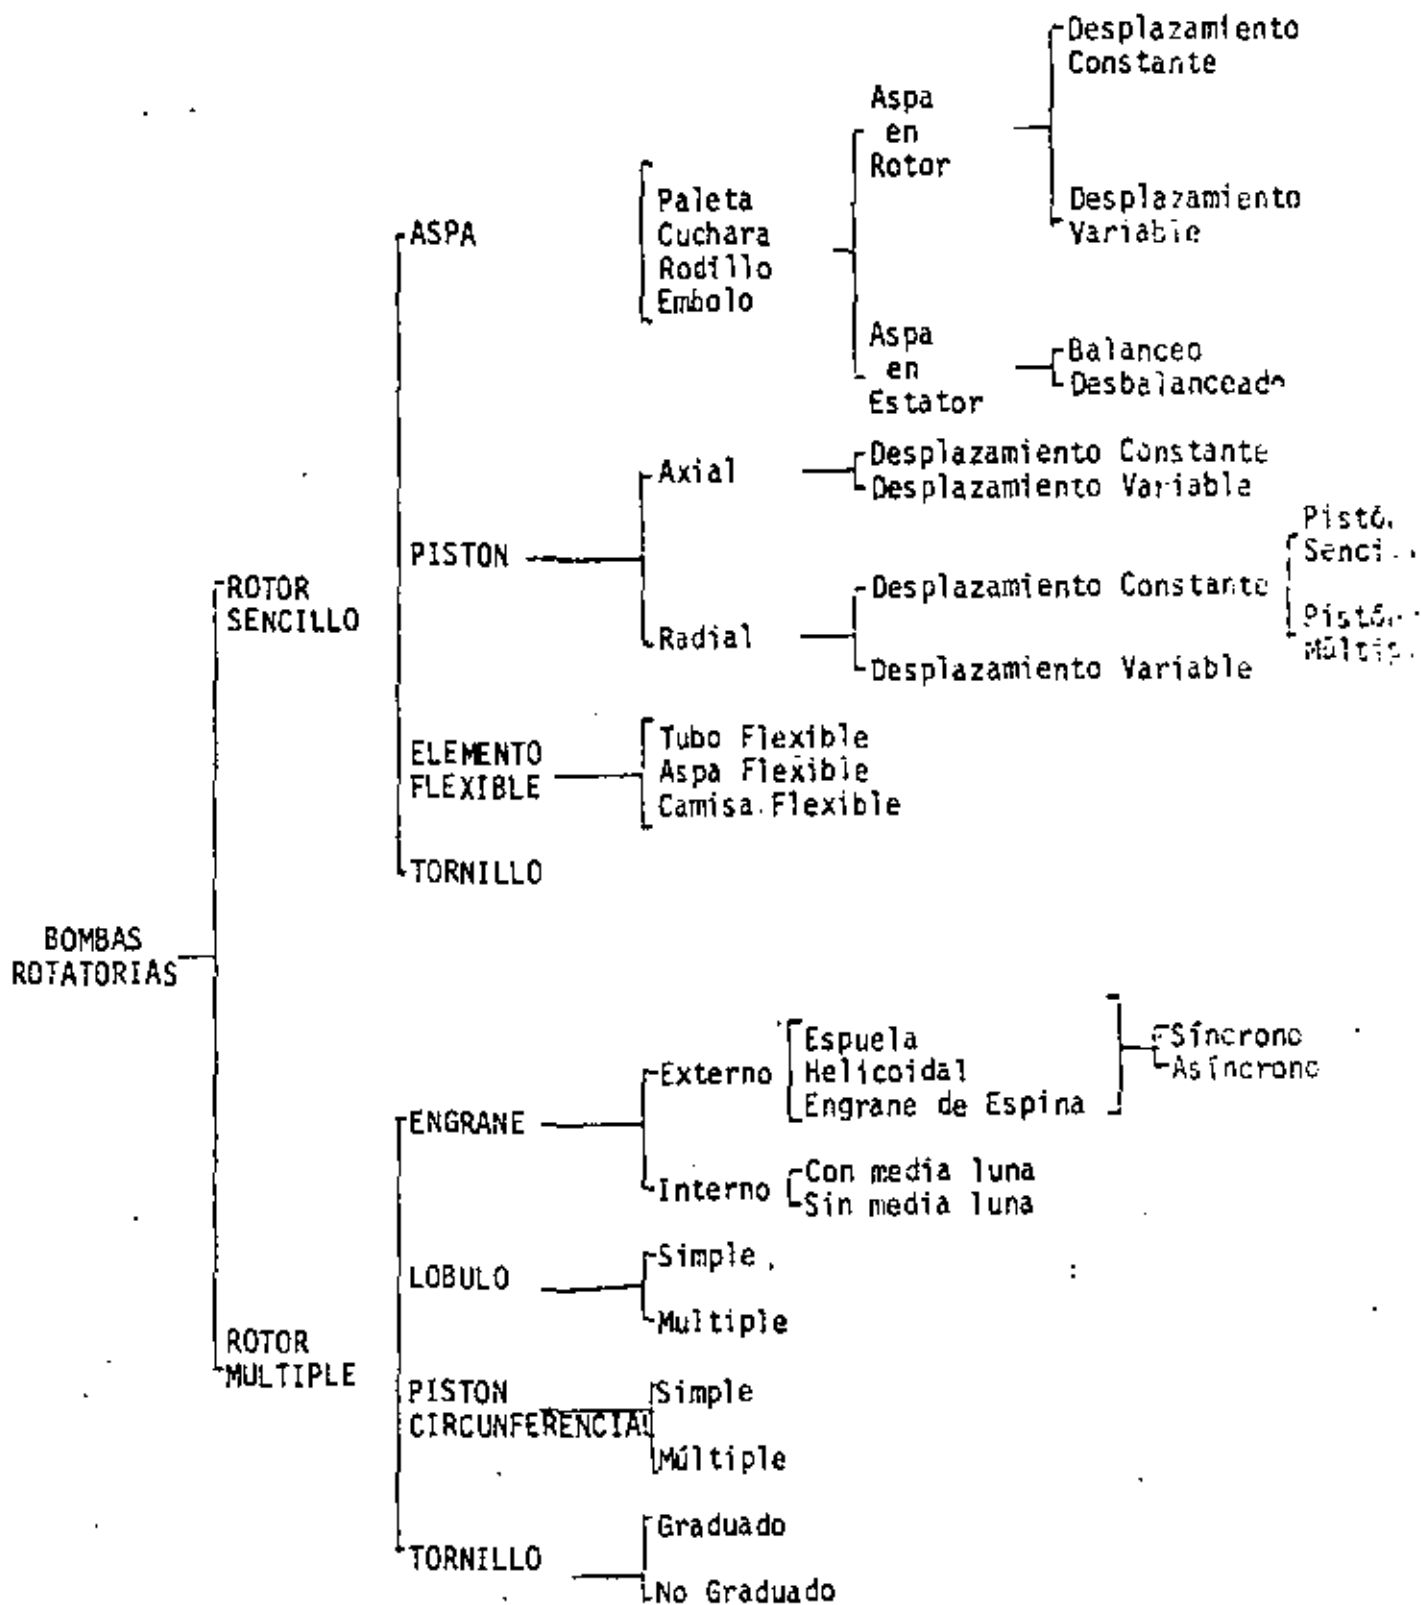 BOMBAS
ROTATORIAS
ROTOR
SENCILLO
ASPA
Paleta
Cuchara
Rodillo
Embolo
Aspa
en
Rotor
Desplazamiento
Constante
Desplazamiento
Variable
Aspa
en
Estator
Balanceo
Desbalanceado
PISTON
Axial
Desplazamiento Constante
Desplazamiento Variable
Radial
Desplazamiento Constante
Desplazamiento Variable
ELEMENTO
FLEXIBLE
Tubo Flexible
Aspa Flexible
Camisa Flexible
TORNILLO
ROTOR
MULTIPLE
ENGRANE
Externo
Espuela
Helicoidal
Engrane de Espina
Síncrono
Asíncrono
Interno
Con media luna
Sin media luna
LOBULO
Simple
Multiple
PISTON
CIRCUNFERENCIAL
Simple
Múltiple
TORNILLO
Graduado
No Graduado